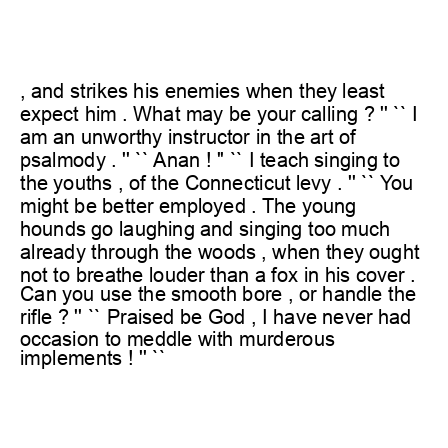 , and strikes his enemies when they least
expect him . What may be your calling ? '' `` I
am an unworthy instructor in the art of
psalmody . '' `` Anan ! '' `` I teach singing to
the youths , of the Connecticut levy . '' `` You
might be better employed . The young
hounds go laughing and singing too much
already through the woods , when they ought
not to breathe louder than a fox in his cover .
Can you use the smooth bore , or handle the
rifle ? '' `` Praised be God , I have never had
occasion to meddle with murderous
implements ! '' ``